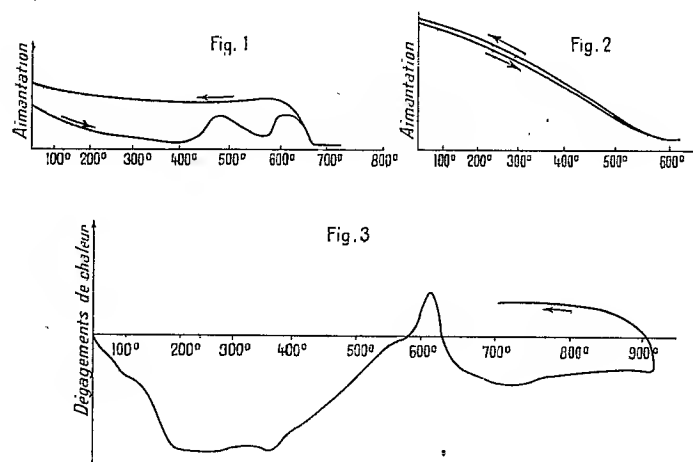 Fig. 1
Aimantation
100° 200° 300° 400° 500° 600° 700° 800°
Fig. 2
Aimantation
100° 200° 300° 400° 500° 600°
Fig. 3
Dégagements de chaleur
100° 200° 300° 400° 500° 600° 700° 800° 900°